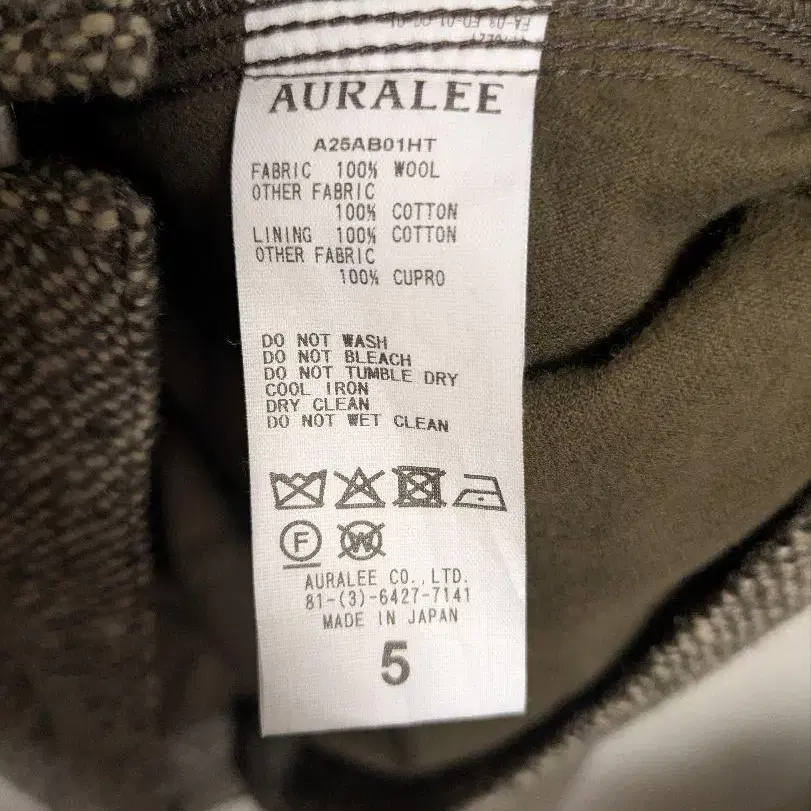 AURALEE
A25AB01HT
FABRIC 100% WOOL
OTHER FABRIC
100% COTTON
LINING 100% COTTON
OTHER FABRIC
100% CUPRO
DO NOT WASH
DO NOT BLEACH
DO NOT TUMBLE DRY
COOL IRON
DRY CLEAN
DO NOT WET CLEAN
F W
AURALEE CO.,LTD.
81-(3)-6427-7141
MADE IN JAPAN
5